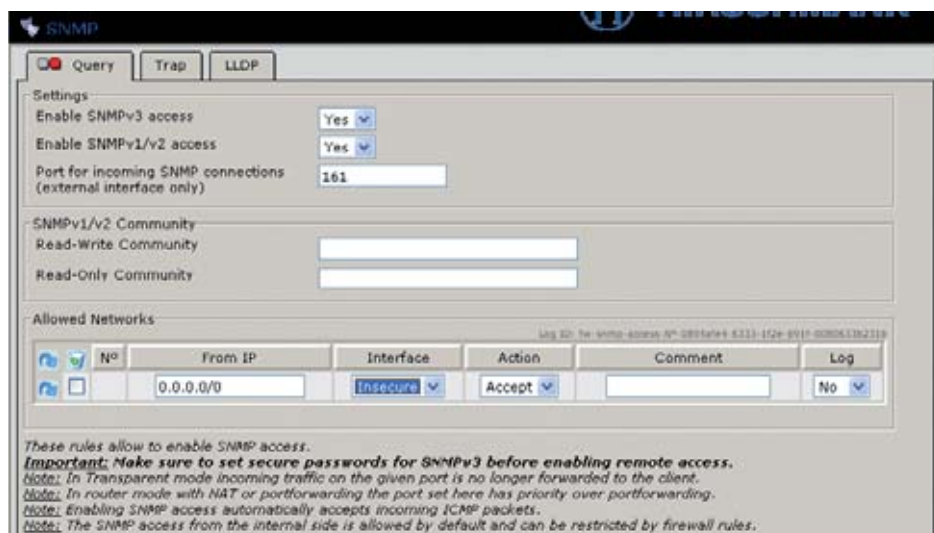 SNMP
Query Trap LLDP
Settings
Enable SNMPv3 access Yes
Enable SNMPv1/v2 access Yes
Port for incoming SNMP connections
(external interface only) 161
SNMPv1/v2 Community
Read-Write Community
Read-Only Community
Allowed Networks
Log ID: fw-snmp-access-Nº
Nº From IP Interface Action Comment Log
0.0.0.0/0 Insecure Accept No
These rules allow to enable SNMP access.
Important: Make sure to set secure passwords for SNMPv3 before enabling remote access.
Note: In Transparent mode incoming traffic on the given port is no longer forwarded to the client.
Note: In router mode with NAT or portforwarding the port set here has priority over portforwarding.
Note: Enabling SNMP access automatically accepts incoming ICMP packets.
Note: The SNMP access from the internal side is allowed by default and can be restricted by firewall rules.